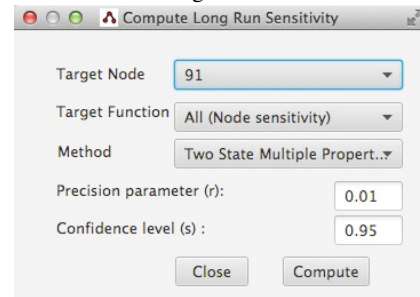 Compute Long Run Sensitivity
Target Node 91
Target Function All (Node sensitivity)
Method Two State Multiple Propert...
Precision parameter (r): 0.01
Confidence level (s) : 0.95
Close Compute